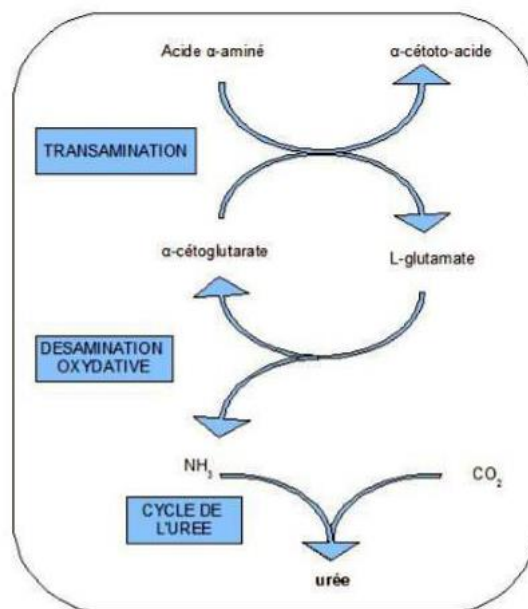 Acide α-aminé
α-cétoto-acide
TRANSAMINATION
α-cétoglutarate
L-glutamate
DESAMINATION
OXYDATIVE
NH₃
CO₂
CYCLE DE
L'UREE
urée